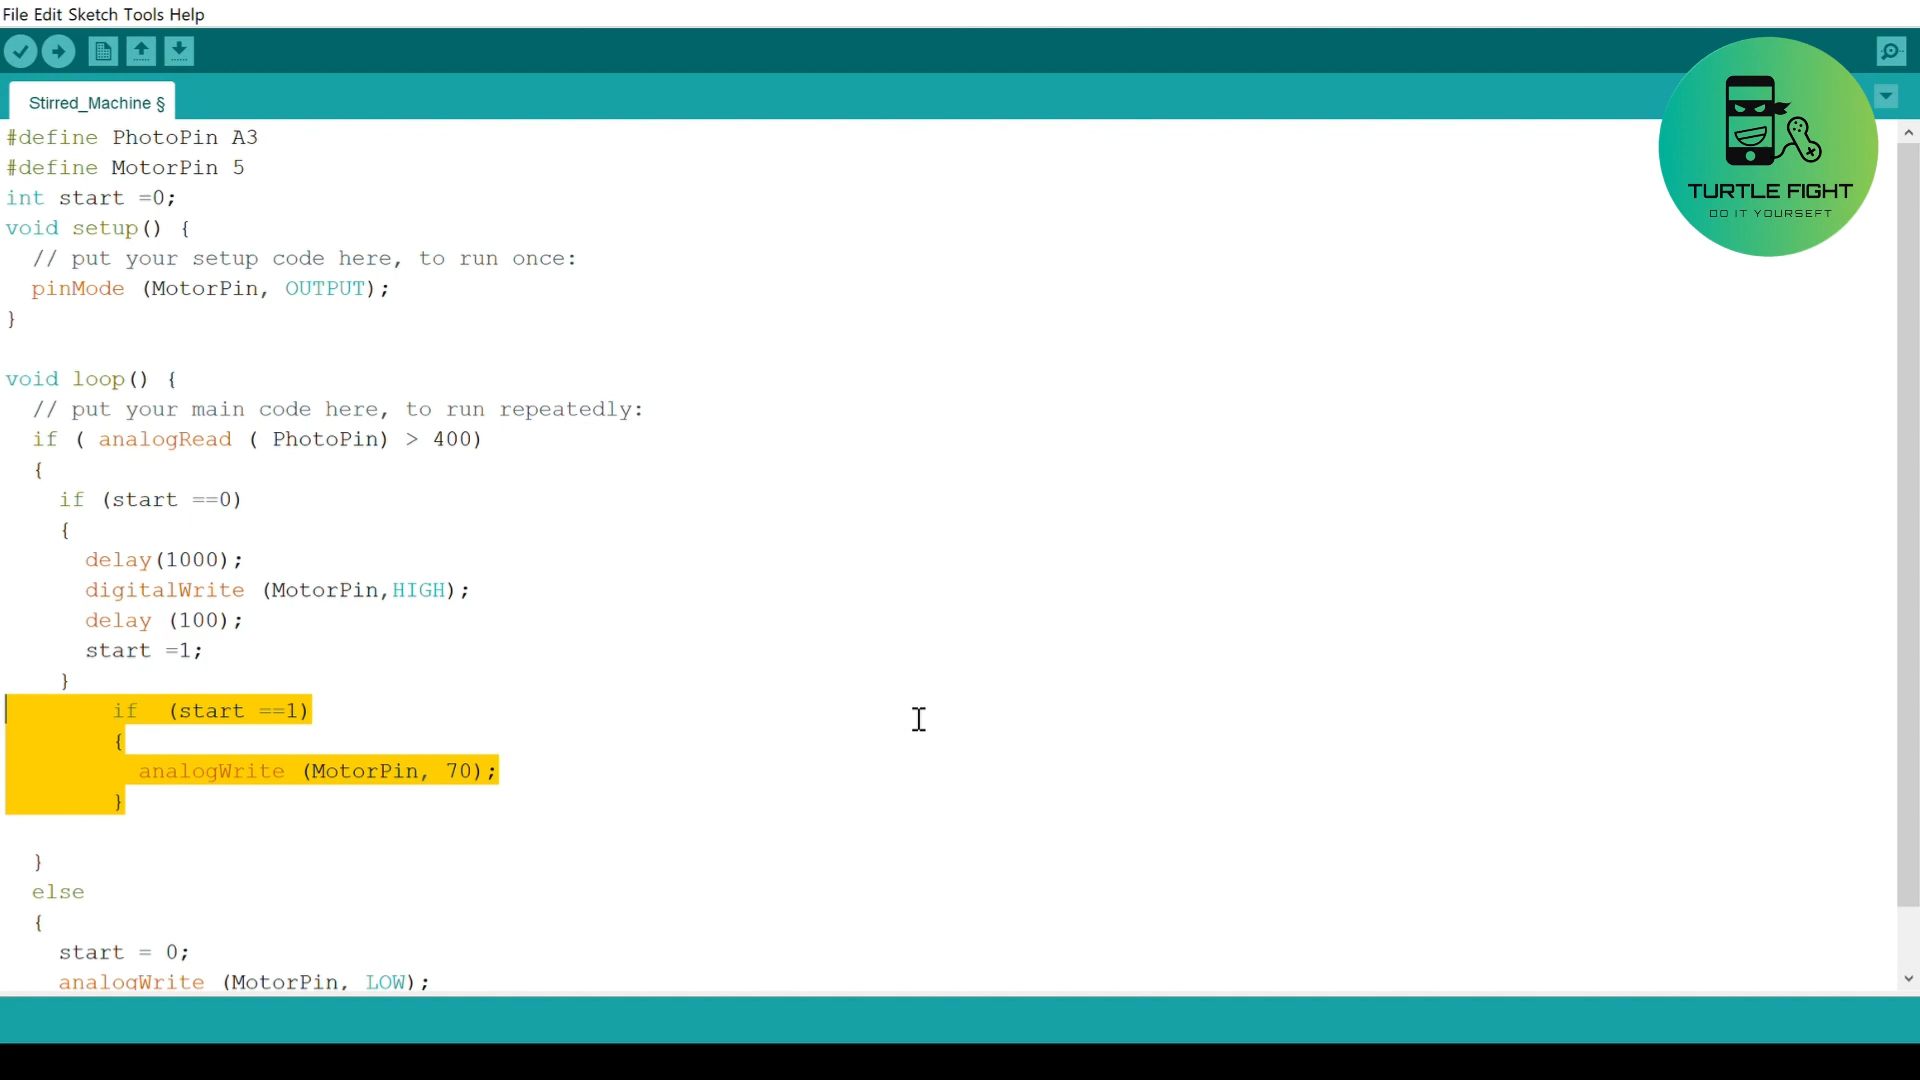 File Edit Sketch Tools Help
Stirred_Machine §
TURTLE FIGHT
DO IT YOURSEFT
#define PhotoPin A3
#define MotorPin 5
int start =0;
void setup() {
  // put your setup code here, to run once:
  pinMode (MotorPin, OUTPUT);
}
void loop() {
  // put your main code here, to run repeatedly:
  if ( analogRead ( PhotoPin) > 400)
  {
    if (start ==0)
    {
      delay(1000);
      digitalWrite (MotorPin,HIGH);
      delay (100);
      start =1;
    }
        if  (start ==1)
        {
          analogWrite (MotorPin, 70);
        }
  }
  else
  {
    start = 0;
    analogWrite (MotorPin, LOW);